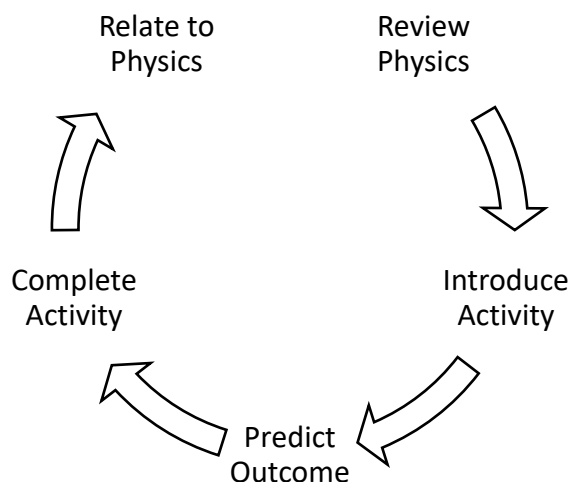 Relate to
Physics
Review
Physics
Complete
Activity
Introduce
Activity
Predict
Outcome